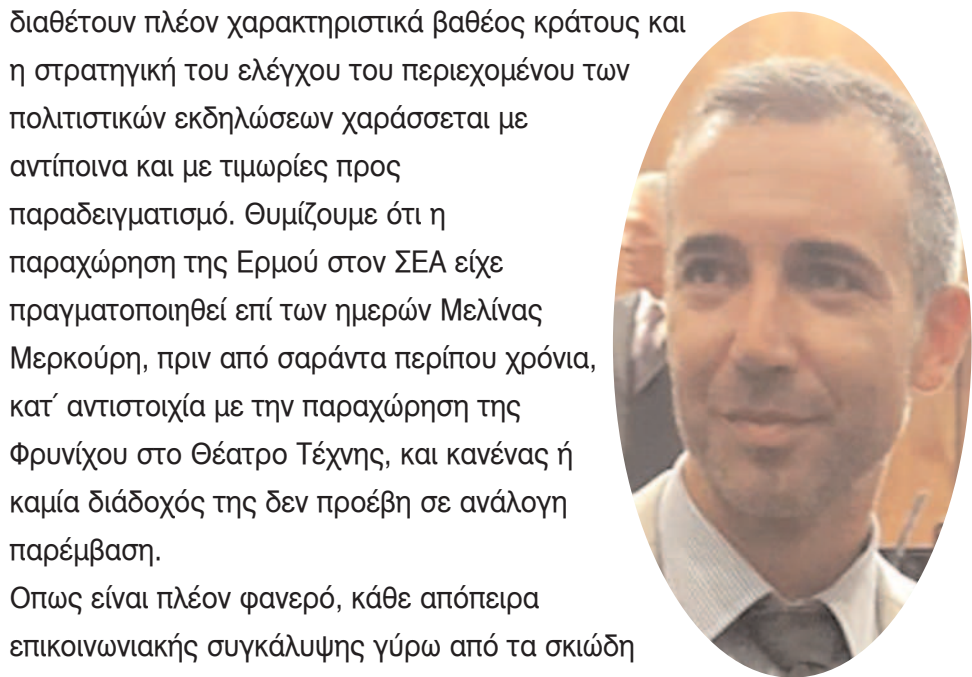 διαθέτουν πλέον χαρακτηριστικά βαθέος κράτους και
η στρατηγική του ελέγχου του περιεχομένου των
πολιτιστικών εκδηλώσεων χαράσσεται με
αντίποινα και με τιμωρίες προς
παραδειγματισμό. Θυμίζουμε ότι η
παραχώρηση της Ερμού στον ΣΕΑ είχε
πραγματοποιηθεί επί των ημερών Μελίνας
Μερκούρη, πριν από σαράντα περίπου χρόνια,
κατ΄ αντιστοιχία με την παραχώρηση της
Φρυνίχου στο Θέατρο Τέχνης, και κανένας ή
καμία διάδοχός της δεν προέβη σε ανάλογη
παρέμβαση.
Οπως είναι πλέον φανερό, κάθε απόπειρα
επικοινωνιακής συγκάλυψης γύρω από τα σκιώδη